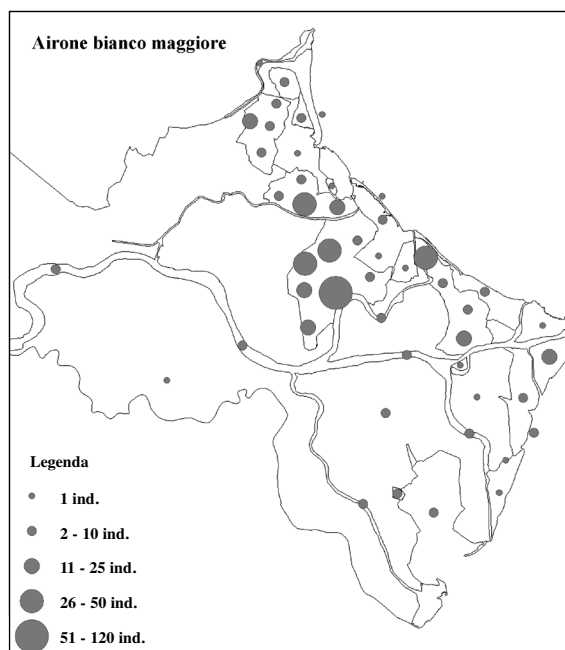 Airone bianco maggiore
Legenda
1 ind.
2 - 10 ind.
11 - 25 ind.
26 - 50 ind.
51 - 120 ind.